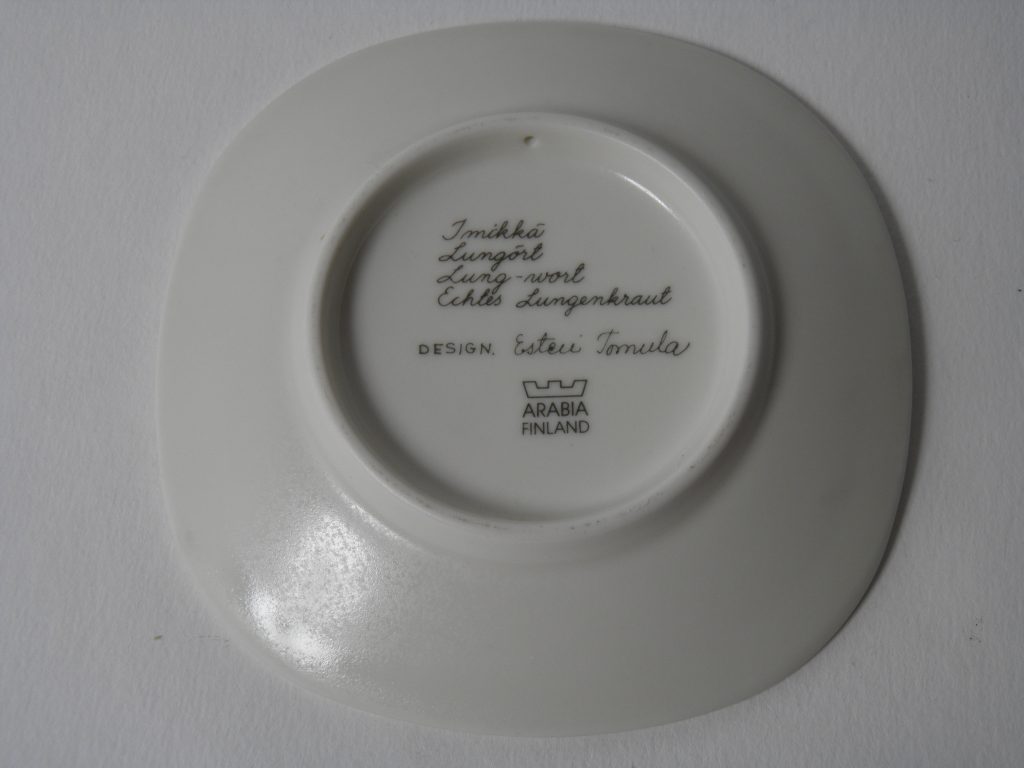 Imikkä
Lungört
Lung-wort
Echtes Lungenkraut
DESIGN. Esteri Tomula
ARABIA
FINLAND